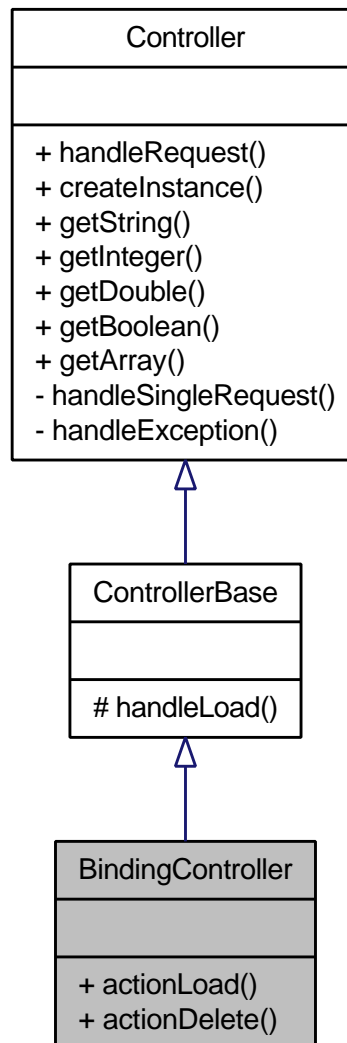 Controller
+ handleRequest()
+ createInstance()
+ getString()
+ getInteger()
+ getDouble()
+ getBoolean()
+ getArray()
- handleSingleRequest()
- handleException()
ControllerBase
# handleLoad()
BindingController
+ actionLoad()
+ actionDelete()